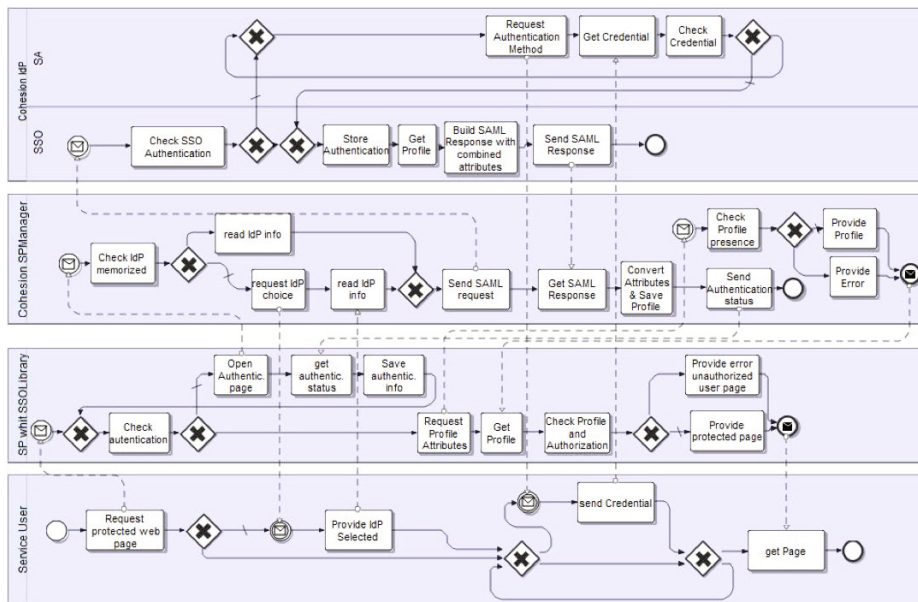 Cohesion IdP
SA
Request
Authentication
Method
Get Credential
Check
Credential
SSO
Check SSO
Authentication
Store
Authentication
Get
Profile
Build SAML
Response with
combined
attributes
Send SAML
Response
Cohesion SPManager
Check IdP
memorized
read IdP info
request IdP
choice
read IdP
info
Send SAML
request
Get SAML
Response
Convert
Attributes
& Save
Profile
Send
Authentication
status
Check
Profile
presence
Provide
Profile
Provide
Error
SP whit SSOLibrary
Check
autentication
Open
Authentic.
page
get
authentic.
status
Save
authentic.
info
Request
Profile
Attributes
Get
Profile
Check Profile
and
Authorization
Provide error
unauthorized
user page
Provide
protected page
Service User
Request
protected web
page
Provide IdP
Selected
send Credential
get Page